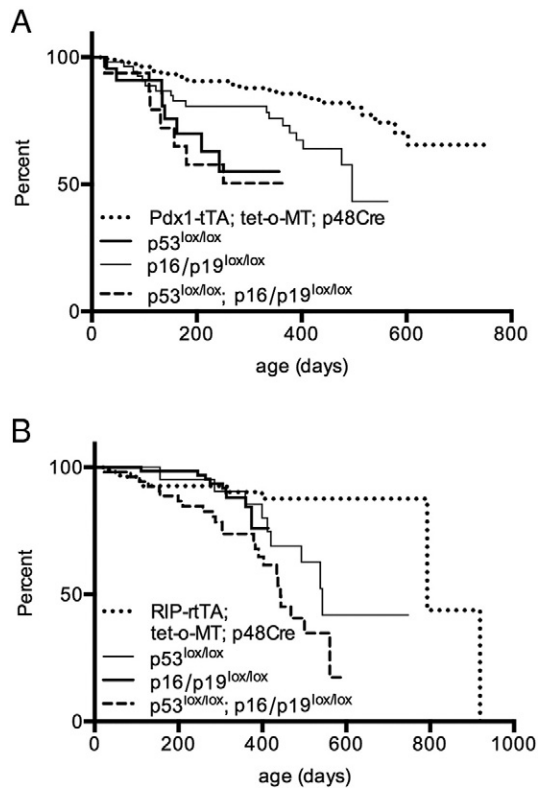 A
100
Percent
50
Pdx1-tTA; tet-o-MT; p48Cre
p53lox/lox
p16/p19lox/lox
p53lox/lox; p16/p19lox/lox
0
0 200 400 600 800
age (days)
B
100
Percent
50
RIP-rtTA;
tet-o-MT; p48Cre
p53lox/lox
p16/p19lox/lox
p53lox/lox; p16/p19lox/lox
0
0 200 400 600 800 1000
age (days)